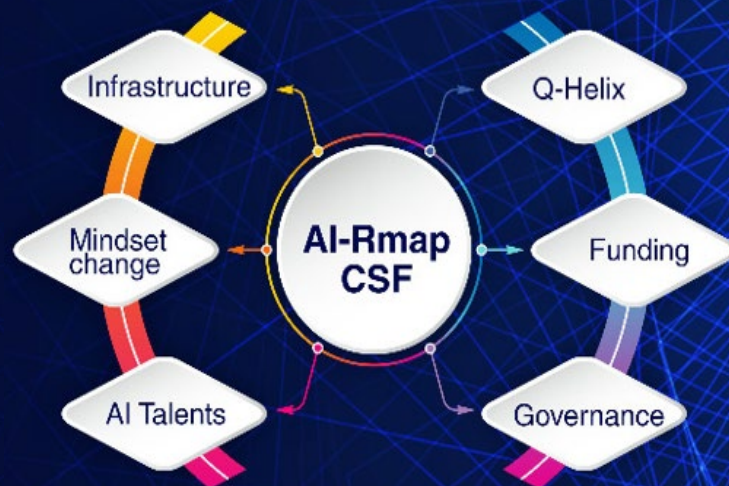 Infrastructure
Q-Helix
Mindset
change
AI-Rmap
CSF
Funding
AI Talents
Governance